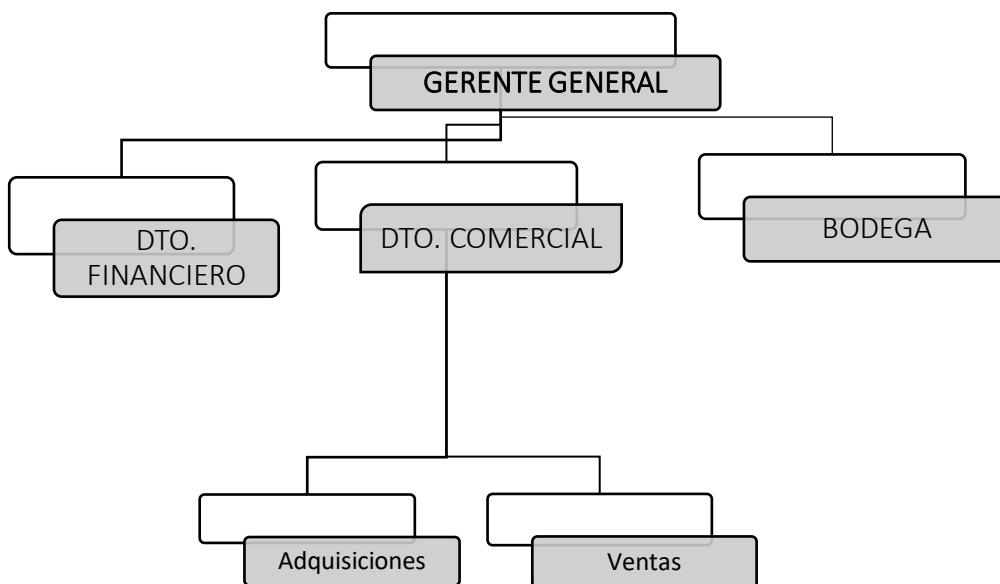 GERENTE GENERAL
DTO.
FINANCIERO
DTO. COMERCIAL
BODEGA
Adquisiciones
Ventas